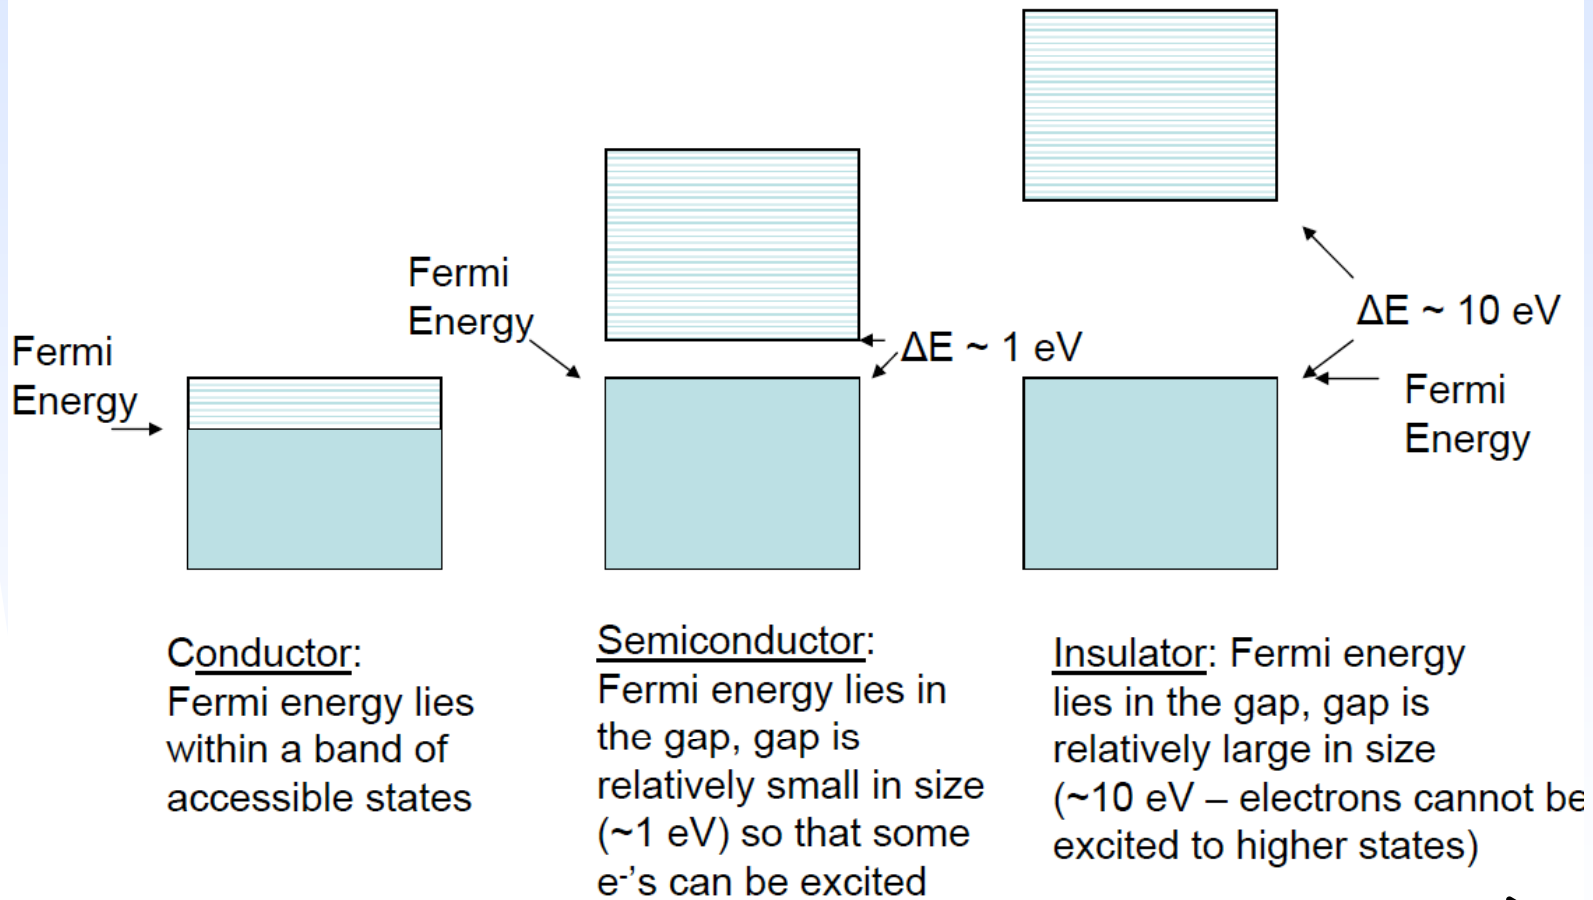 Fermi
Energy
Fermi
Energy
ΔE ~ 1 eV
ΔE ~ 10 eV
Fermi
Energy
Conductor:
Fermi energy lies
within a band of
accessible states
Semiconductor:
Fermi energy lies in
the gap, gap is
relatively small in size
(~1 eV) so that some
e⁻'s can be excited
Insulator: Fermi energy
lies in the gap, gap is
relatively large in size
(~10 eV – electrons cannot be
excited to higher states)